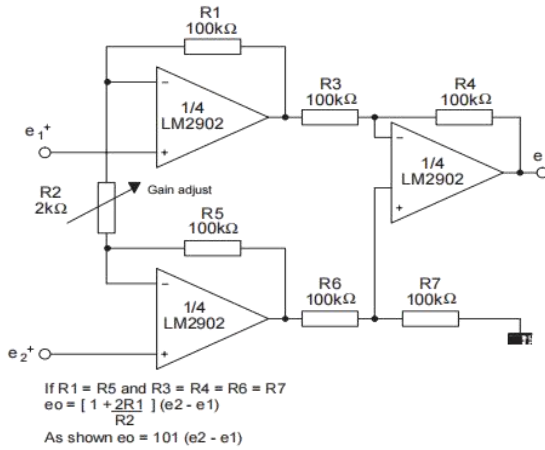 R1
100kΩ
1/4
LM2902
e1+
R3
100kΩ
R4
100kΩ
1/4
LM2902
e
R2
2kΩ
Gain adjust
R5
100kΩ
1/4
LM2902
e2+
R6
100kΩ
R7
100kΩ
If R1 = R5 and R3 = R4 = R6 = R7
eo = [ 1 + 2R1 ] (e2 - e1)
R2
As shown eo = 101 (e2 - e1)